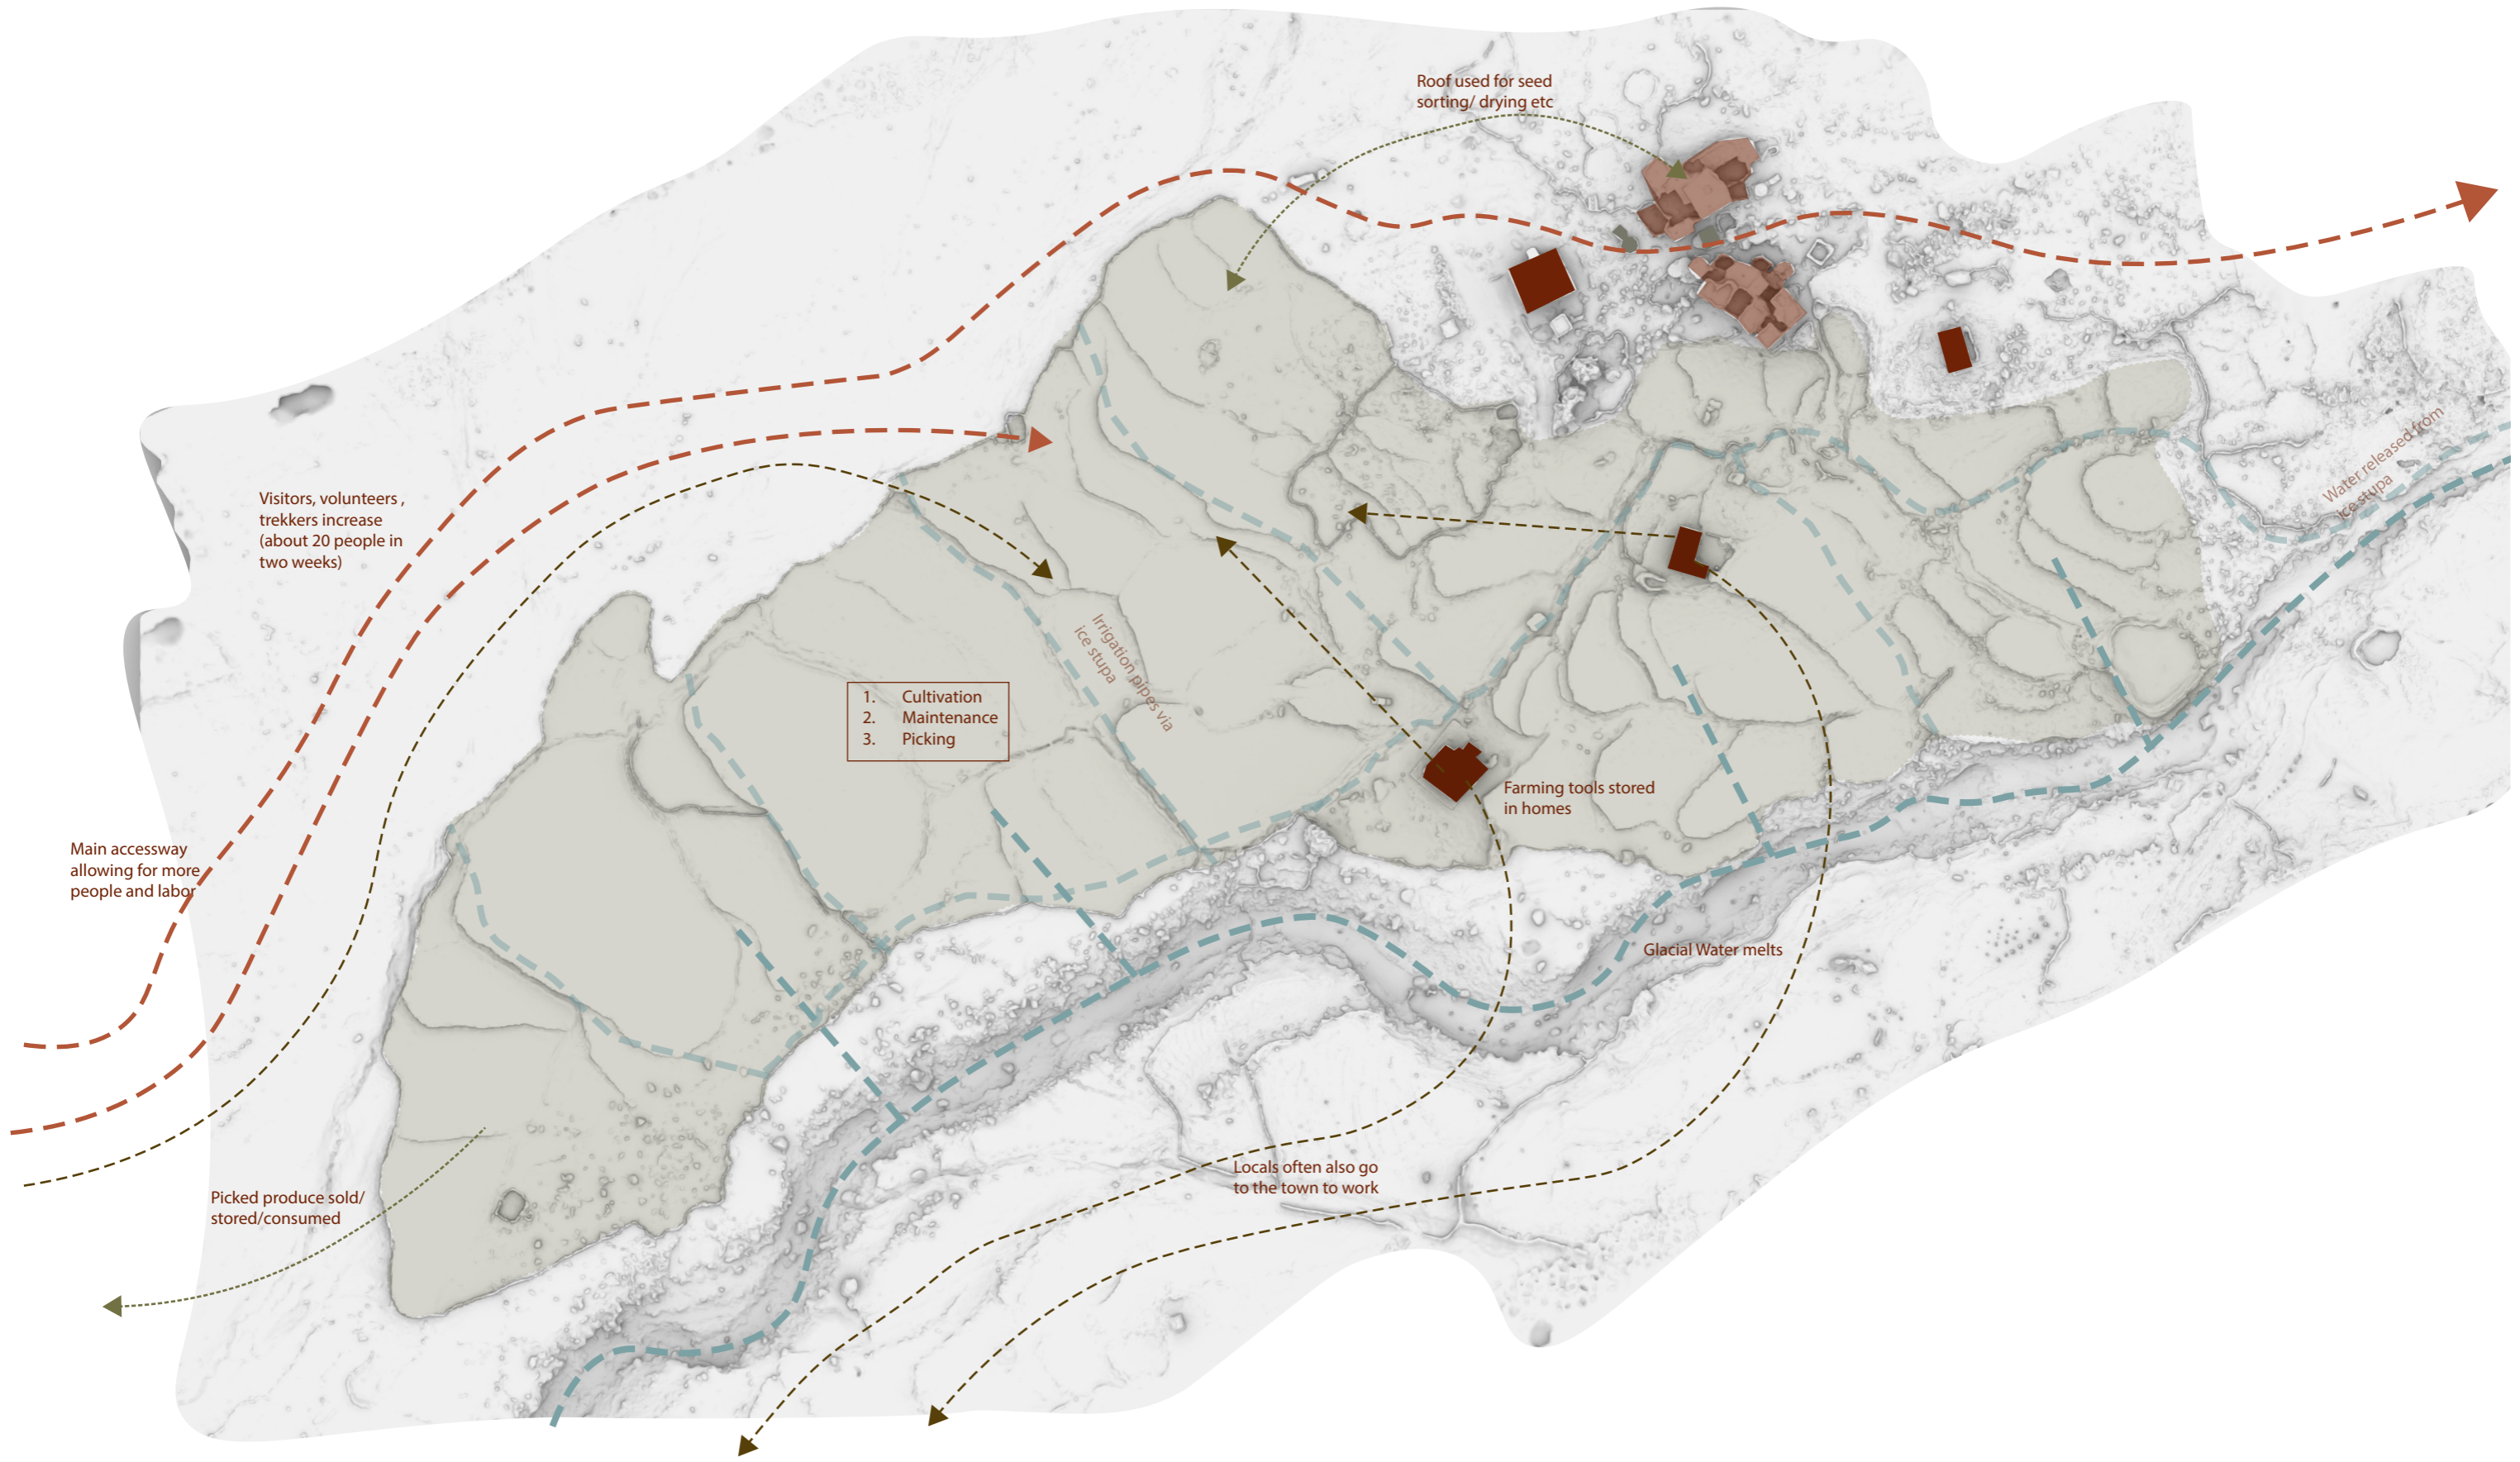 Roof used for seed
sorting/ drying etc
Visitors, volunteers ,
trekkers increase
(about 20 people in
two weeks)
Water released from
ice stupa
Irrigation pipes via
ice stupa
1. Cultivation
2. Maintenance
3. Picking
Farming tools stored
in homes
Main accessway
allowing for more
people and labor
Glacial Water melts
Locals often also go
to the town to work
Picked produce sold/
stored/consumed